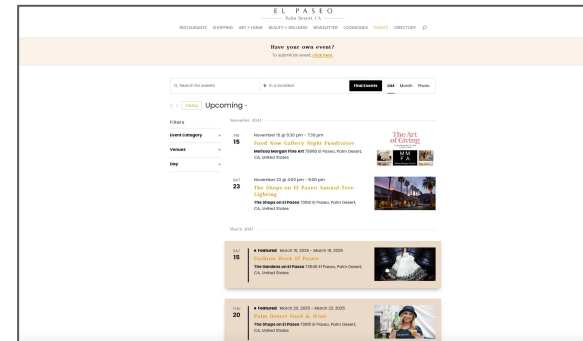 EL PASEO
Palm Desert, CA
RESTAURANTS SHOPPING ART + HOME BEAUTY + WELLNESS NEWSLETTER LOOKBOOKS EVENTS DIRECTORY
Have your own event?
To submit an event, click here.
Search for events In a location Find Events List Month Photo
Today Upcoming
Filters
Event Category +
Venues +
Day +
November 2024
FRI
15
November 15 @ 5:30 pm - 7:30 pm
Food Now Gallery Night Fundraiser
Melissa Morgan Fine Art 73660 El Paseo, Palm Desert,
CA, United States
The Art
of Giving
MM
FA
SAT
23
November 23 @ 4:00 pm - 6:00 pm
The Shops on El Paseo Annual Tree
Lighting
The Shops on El Paseo 73061 El Paseo, Palm Desert,
CA, United States
March 2025
SAT
15
Featured March 15, 2025 - March 19, 2025
Fashion Week El Paseo
The Gardens on El Paseo 73545 El Paseo, Palm Desert,
CA, United States
THU
20
Featured March 20, 2025 - March 23, 2025
Palm Desert Food & Wine
The Shops on El Paseo 73061 El Paseo, Palm Desert,
CA, United States